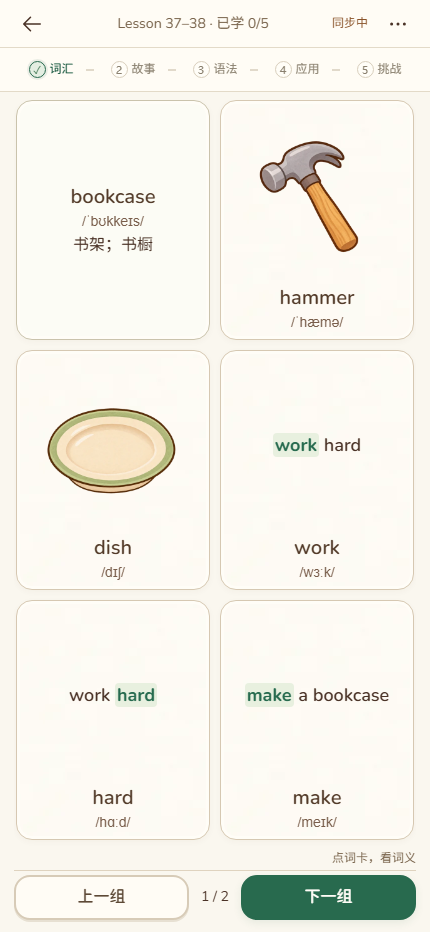 Lesson 37–38 · 已学 0/5
同步中
✓ 词汇 – 2 故事 – 3 语法 – 4 应用 – 5 挑战
bookcase
/ˈbʊkkeɪs/
书架；书橱
hammer
/ˈhæmə/
dish
/dɪʃ/
work hard
work
/wɜːk/
work hard
hard
/hɑːd/
make a bookcase
make
/meɪk/
点词卡，看词义
上一组
1 / 2
下一组